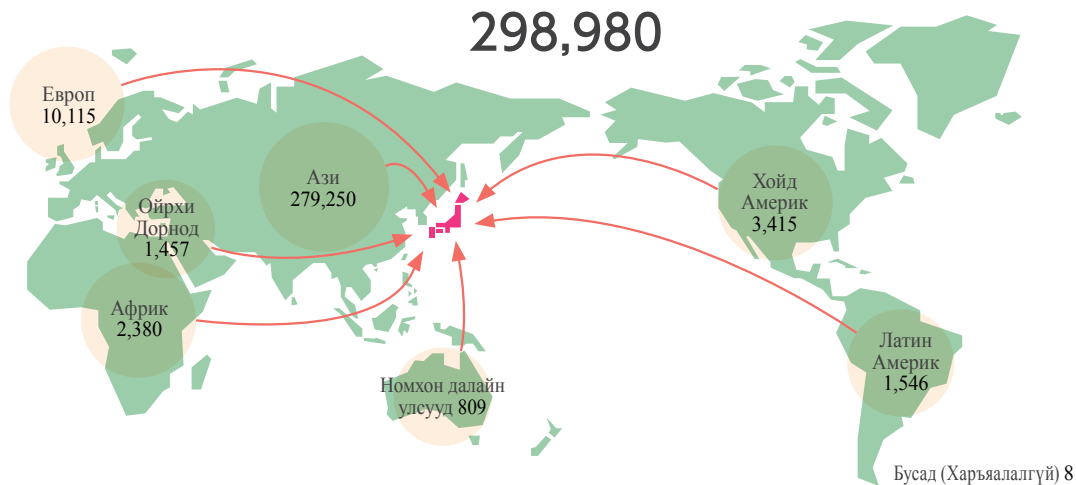 298,980
Европ
10,115
Ази
279,250
Ойрхи
Дорнод
1,457
Африк
2,380
Хойд
Америк
3,415
Латин
Америк
1,546
Номхон далайн
улсууд 809
Бусад (Харъяалалгүй) 8